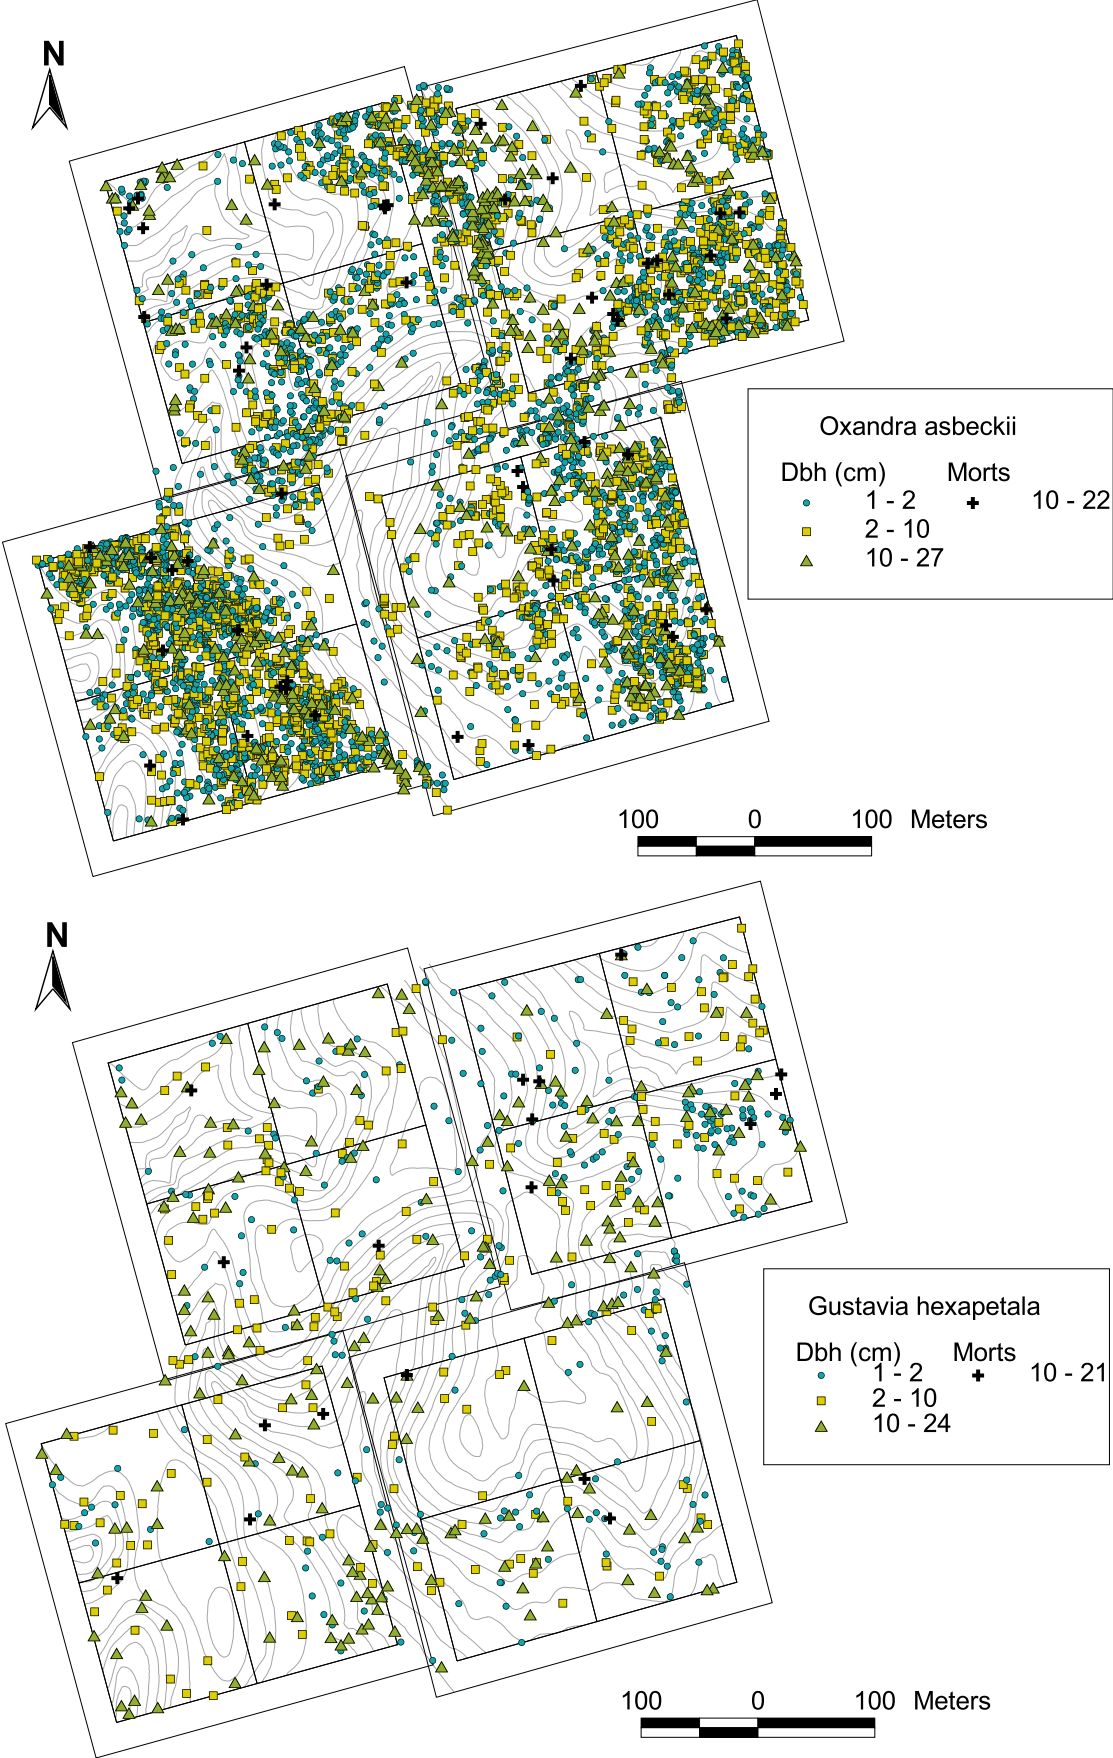 N
Oxandra asbeckii
Dbh (cm) Morts
1 - 2 10 - 22
2 - 10
10 - 27
100 0 100 Meters
N
Gustavia hexapetala
Dbh (cm) Morts
1 - 2 10 - 21
2 - 10
10 - 24
100 0 100 Meters